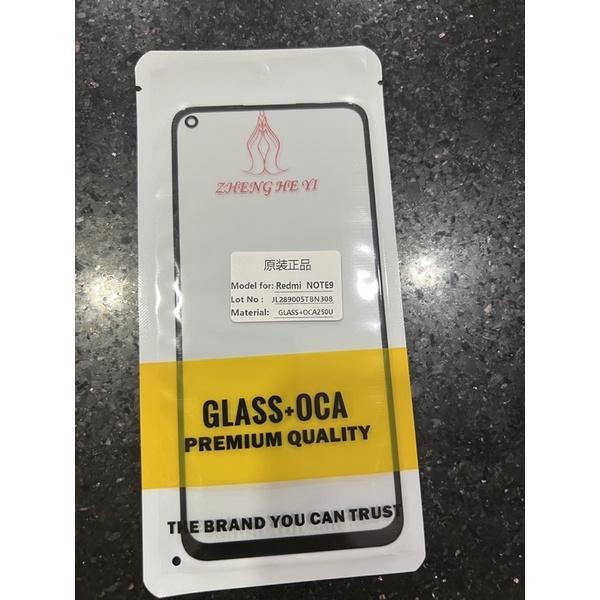 ZHENG HE YI
原装正品
Model for: Redmi NOTE9
Lot No : JL289005TBN308
Material: GLASS+OCA250U
GLASS+OCA
PREMIUM QUALITY
THE BRAND YOU CAN TRUST